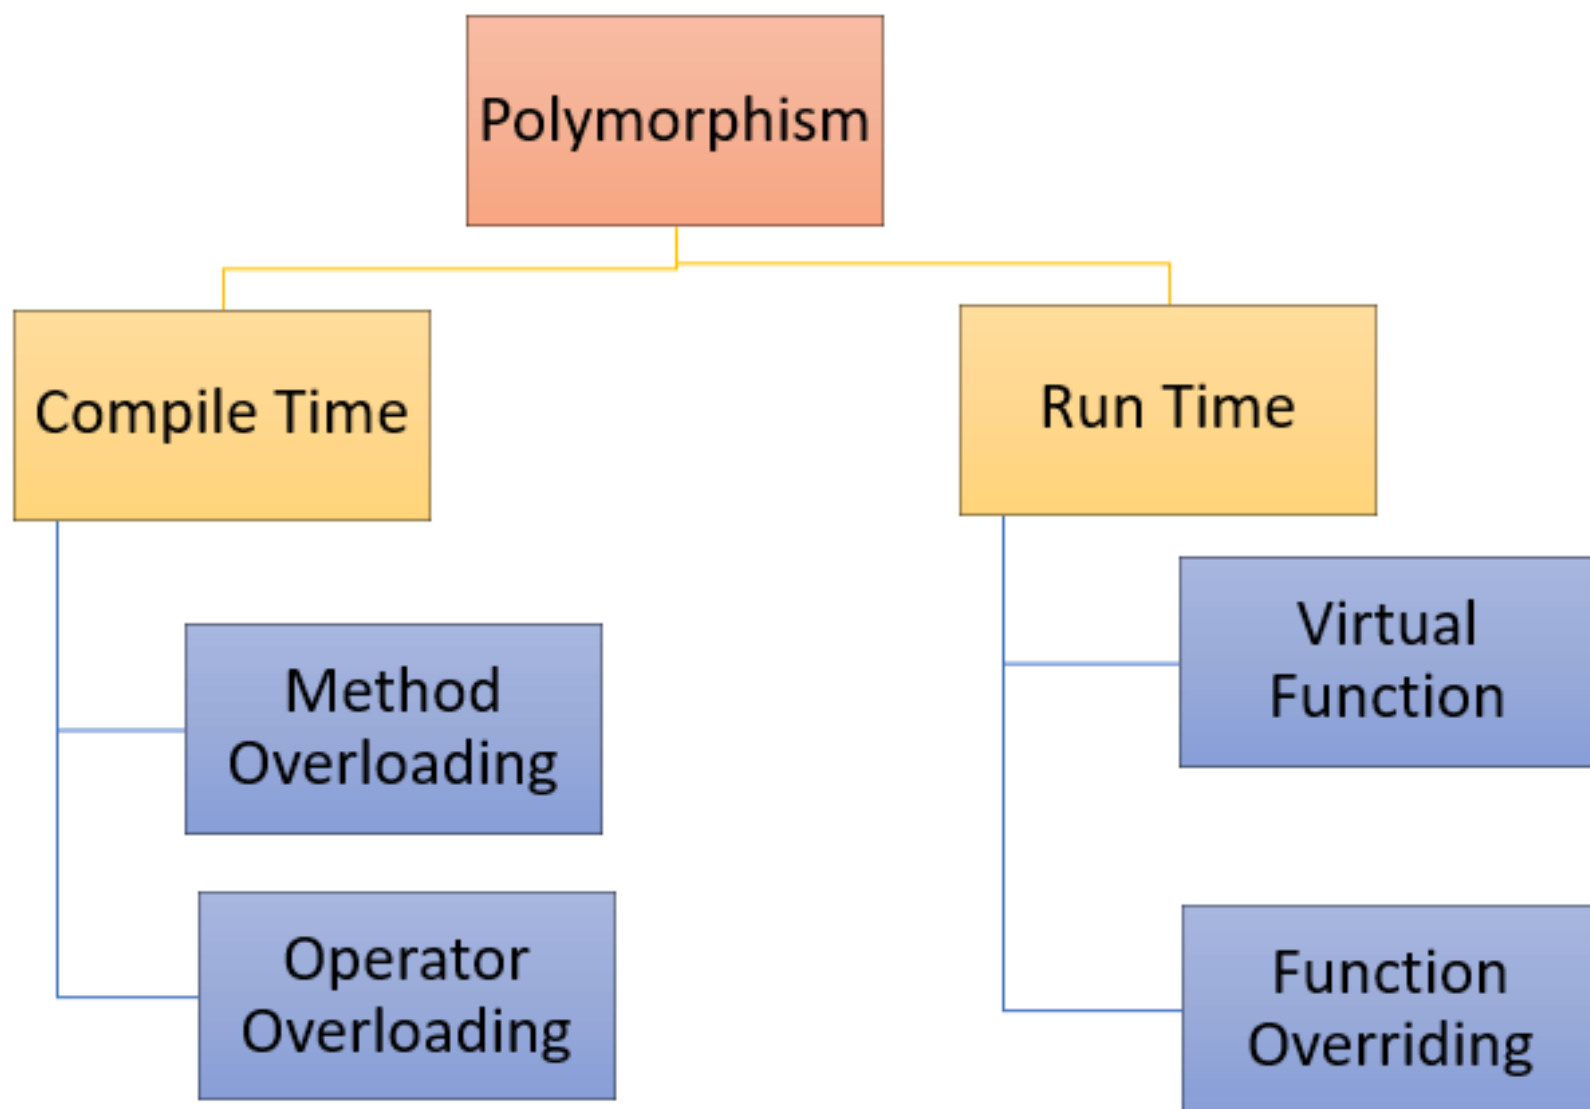 Polymorphism
Compile Time
Run Time
Method
Overloading
Operator
Overloading
Virtual
Function
Function
Overriding